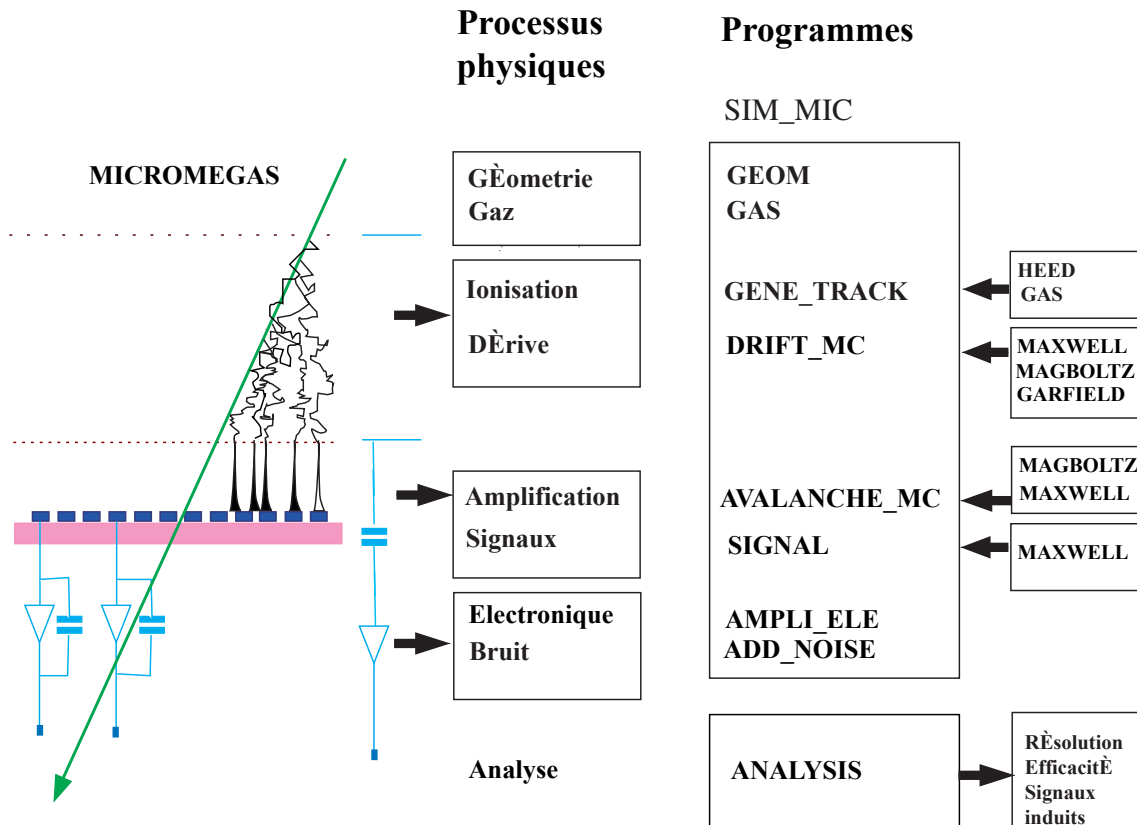 Processus
physiques
Programmes
SIM_MIC
MICROMEGAS
GÈometrie
Gaz
GEOM
GAS
Ionisation
DÈrive
GENE_TRACK
DRIFT_MC
HEED
GAS
MAXWELL
MAGBOLTZ
GARFIELD
Amplification
Signaux
AVALANCHE_MC
SIGNAL
MAGBOLTZ
MAXWELL
MAXWELL
Electronique
Bruit
AMPLI_ELE
ADD_NOISE
Analyse
ANALYSIS
RÈsolution
EfficacitÈ
Signaux
induits